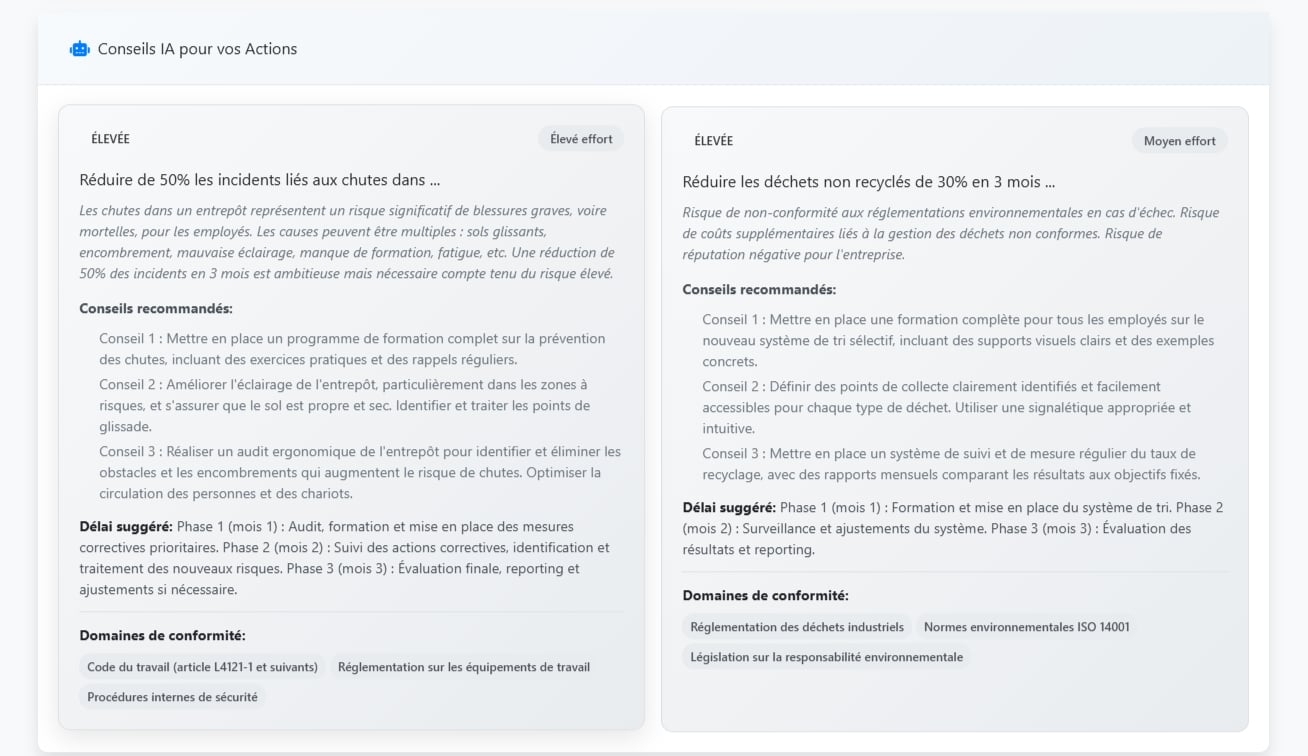 Conseils IA pour vos Actions
ÉLEVÉE
Élevé effort
Réduire de 50% les incidents liés aux chutes dans ...
Les chutes dans un entrepôt représentent un risque significatif de blessures graves, voire
mortelles, pour les employés. Les causes peuvent être multiples : sols glissants,
encombrement, mauvaise éclairage, manque de formation, fatigue, etc. Une réduction de
50% des incidents en 3 mois est ambitieuse mais nécessaire compte tenu du risque élevé.
Conseils recommandés:
Conseil 1 : Mettre en place un programme de formation complet sur la prévention
des chutes, incluant des exercices pratiques et des rappels réguliers.
Conseil 2 : Améliorer l'éclairage de l'entrepôt, particulièrement dans les zones à
risques, et s'assurer que le sol est propre et sec. Identifier et traiter les points de
glissade.
Conseil 3 : Réaliser un audit ergonomique de l'entrepôt pour identifier et éliminer les
obstacles et les encombrements qui augmentent le risque de chutes. Optimiser la
circulation des personnes et des chariots.
Délai suggéré: Phase 1 (mois 1) : Audit, formation et mise en place des mesures
correctives prioritaires. Phase 2 (mois 2) : Suivi des actions correctives, identification et
traitement des nouveaux risques. Phase 3 (mois 3) : Évaluation finale, reporting et
ajustements si nécessaire.
Domaines de conformité:
Code du travail (article L4121-1 et suivants)
Réglementation sur les équipements de travail
Procédures internes de sécurité
ÉLEVÉE
Moyen effort
Réduire les déchets non recyclés de 30% en 3 mois ...
Risque de non-conformité aux réglementations environnementales en cas d'échec. Risque
de coûts supplémentaires liés à la gestion des déchets non conformes. Risque de
réputation négative pour l'entreprise.
Conseils recommandés:
Conseil 1 : Mettre en place une formation complète pour tous les employés sur le
nouveau système de tri sélectif, incluant des supports visuels clairs et des exemples
concrets.
Conseil 2 : Définir des points de collecte clairement identifiés et facilement
accessibles pour chaque type de déchet. Utiliser une signalétique appropriée et
intuitive.
Conseil 3 : Mettre en place un système de suivi et de mesure régulier du taux de
recyclage, avec des rapports mensuels comparant les résultats aux objectifs fixés.
Délai suggéré: Phase 1 (mois 1) : Formation et mise en place du système de tri. Phase 2
(mois 2) : Surveillance et ajustements du système. Phase 3 (mois 3) : Évaluation des
résultats et reporting.
Domaines de conformité:
Réglementation des déchets industriels
Normes environnementales ISO 14001
Législation sur la responsabilité environnementale